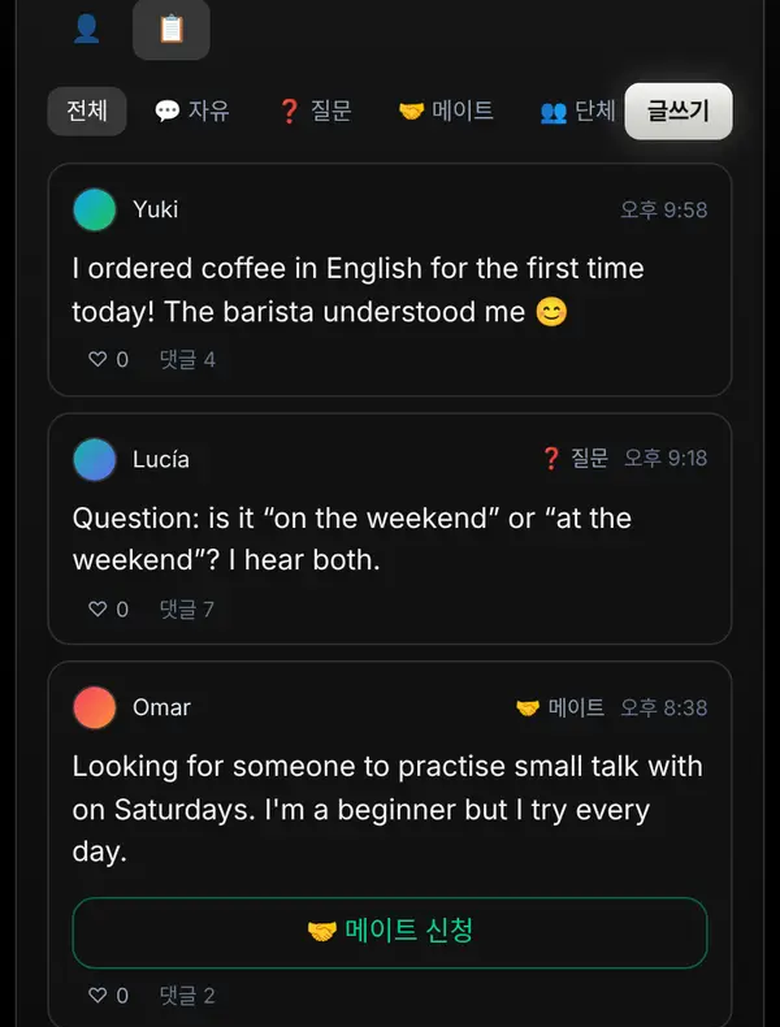 전체 💬 자유 ❓ 질문 🤝 메이트 👥 단체 글쓰기
Yuki 오후 9:58
I ordered coffee in English for the first time
today! The barista understood me 😊
♡ 0 댓글 4
Lucía ❓ 질문 오후 9:18
Question: is it “on the weekend” or “at the
weekend”? I hear both.
♡ 0 댓글 7
Omar 🤝 메이트 오후 8:38
Looking for someone to practise small talk with
on Saturdays. I'm a beginner but I try every
day.
🤝 메이트 신청
♡ 0 댓글 2